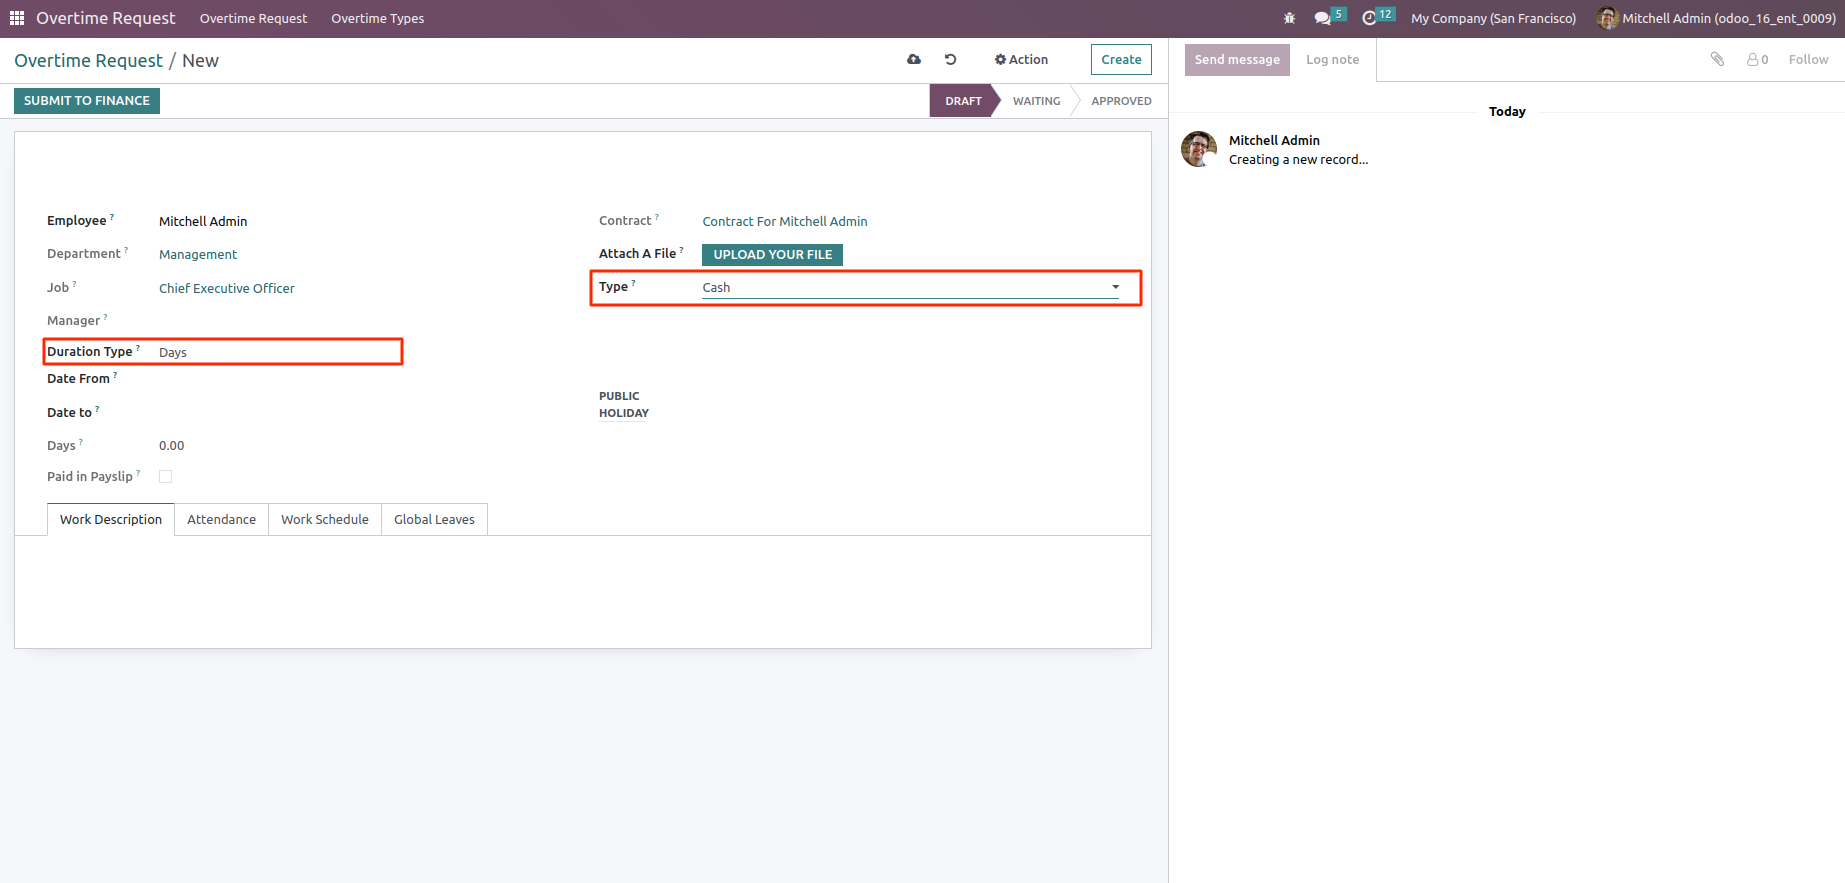 Overtime Request Overtime Request Overtime Types 5 12 My Company (San Francisco) Mitchell Admin (odoo_16_ent_0009)
Overtime Request / New Action Create
SUBMIT TO FINANCE DRAFT WAITING APPROVED
Employee ? Mitchell Admin
Department ? Management
Job ? Chief Executive Officer
Manager ?
Duration Type ? Days
Date From ?
Date to ?
Days ? 0.00
Paid in Payslip ?
Contract ? Contract For Mitchell Admin
Attach A File ? UPLOAD YOUR FILE
Type ? Cash
PUBLIC
HOLIDAY
Work Description Attendance Work Schedule Global Leaves
Send message Log note 0 Follow
Today
Mitchell Admin
Creating a new record...